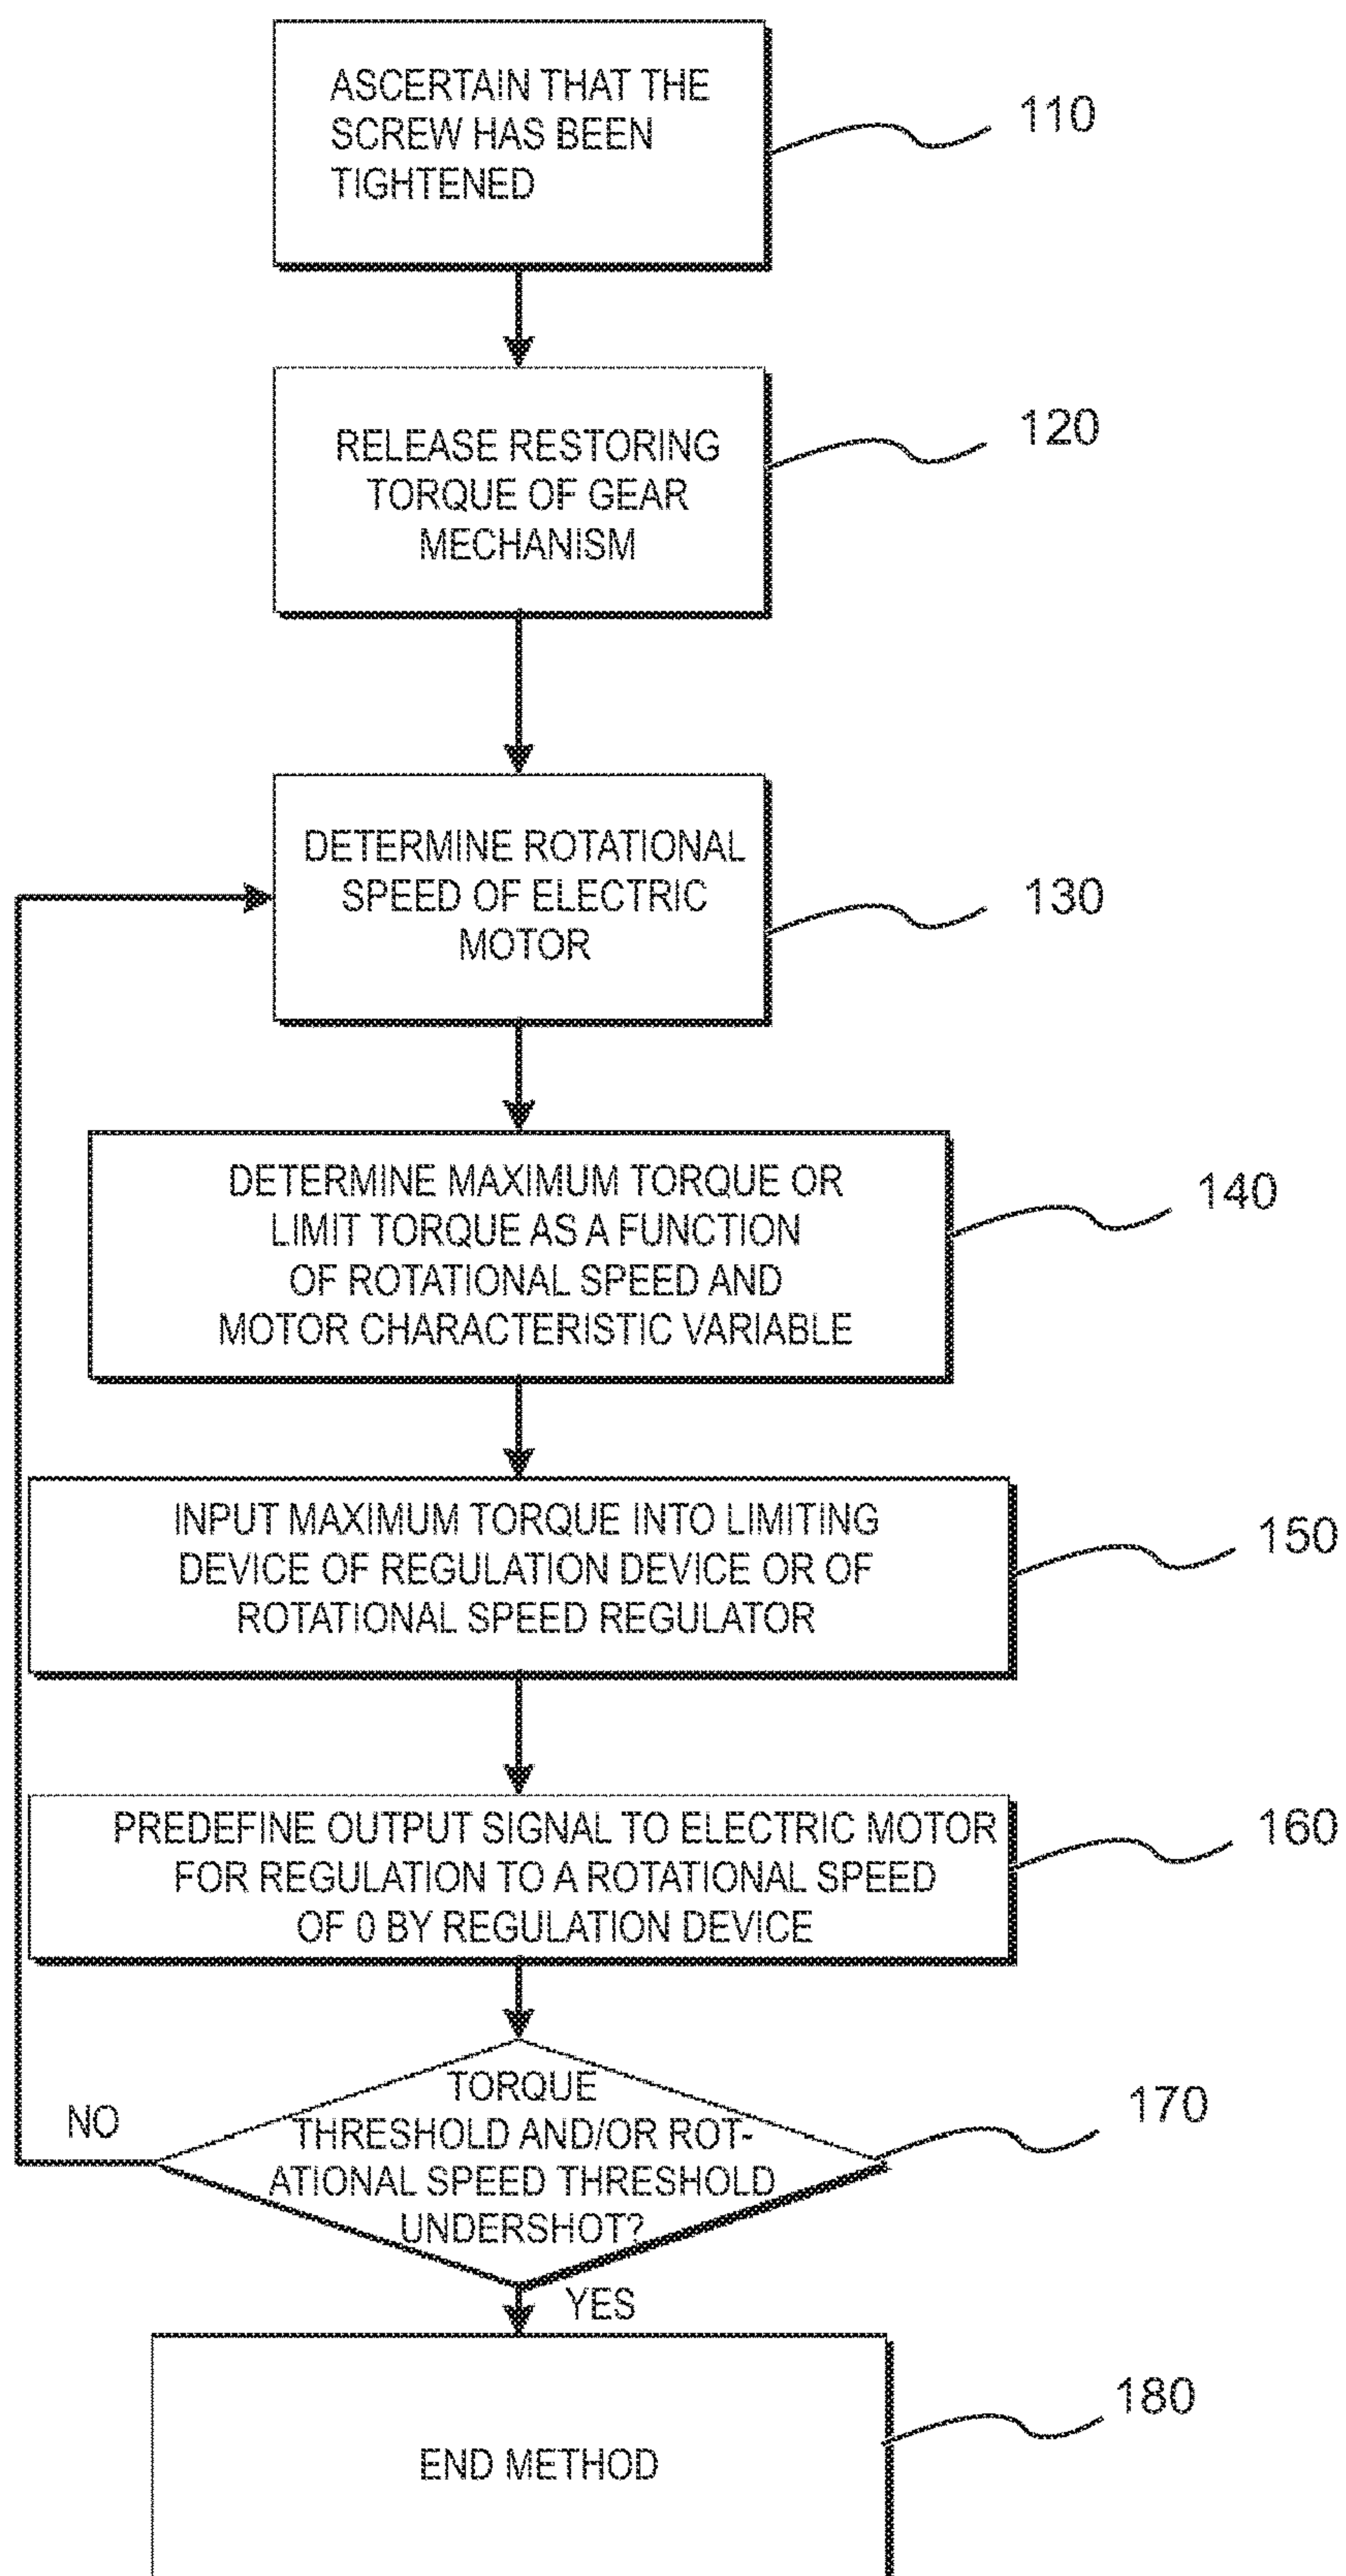 ASCERTAIN THAT THE
SCREW HAS BEEN
TIGHTENED
110
RELEASE RESTORING
TORQUE OF GEAR
MECHANISM
120
DETERMINE ROTATIONAL
SPEED OF ELECTRIC
MOTOR
130
DETERMINE MAXIMUM TORQUE OR
LIMIT TORQUE AS A FUNCTION
OF ROTATIONAL SPEED AND
MOTOR CHARACTERISTIC VARIABLE
140
INPUT MAXIMUM TORQUE INTO LIMITING
DEVICE OF REGULATION DEVICE OR OF
ROTATIONAL SPEED REGULATOR
150
PREDEFINE OUTPUT SIGNAL TO ELECTRIC MOTOR
FOR REGULATION TO A ROTATIONAL SPEED
OF 0 BY REGULATION DEVICE
160
TORQUE
THRESHOLD AND/OR ROT-
ATIONAL SPEED THRESHOLD
UNDERSHOT?
170
NO
YES
END METHOD
180